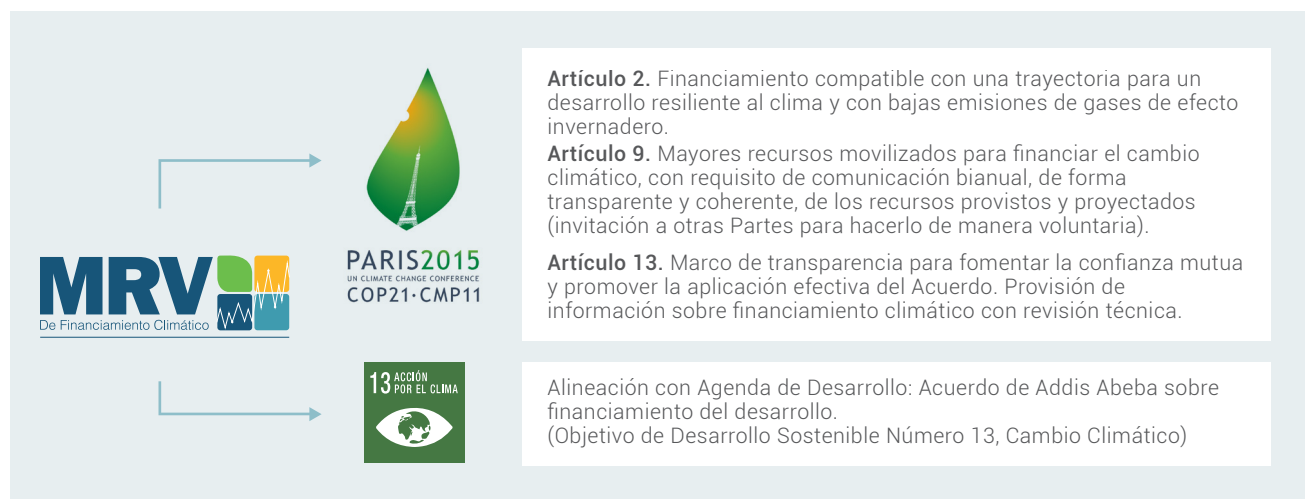 MRV
De Financiamiento Climático
PARIS2015
UN CLIMATE CHANGE CONFERENCE
COP21·CMP11
Artículo 2. Financiamiento compatible con una trayectoria para un
desarrollo resiliente al clima y con bajas emisiones de gases de efecto
invernadero.
Artículo 9. Mayores recursos movilizados para financiar el cambio
climático, con requisito de comunicación bianual, de forma
transparente y coherente, de los recursos provistos y proyectados
(invitación a otras Partes para hacerlo de manera voluntaria).
Artículo 13. Marco de transparencia para fomentar la confianza mutua
y promover la aplicación efectiva del Acuerdo. Provisión de
información sobre financiamiento climático con revisión técnica.
13 ACCIÓN
POR EL CLIMA
Alineación con Agenda de Desarrollo: Acuerdo de Addis Abeba sobre
financiamiento del desarrollo.
(Objetivo de Desarrollo Sostenible Número 13, Cambio Climático)